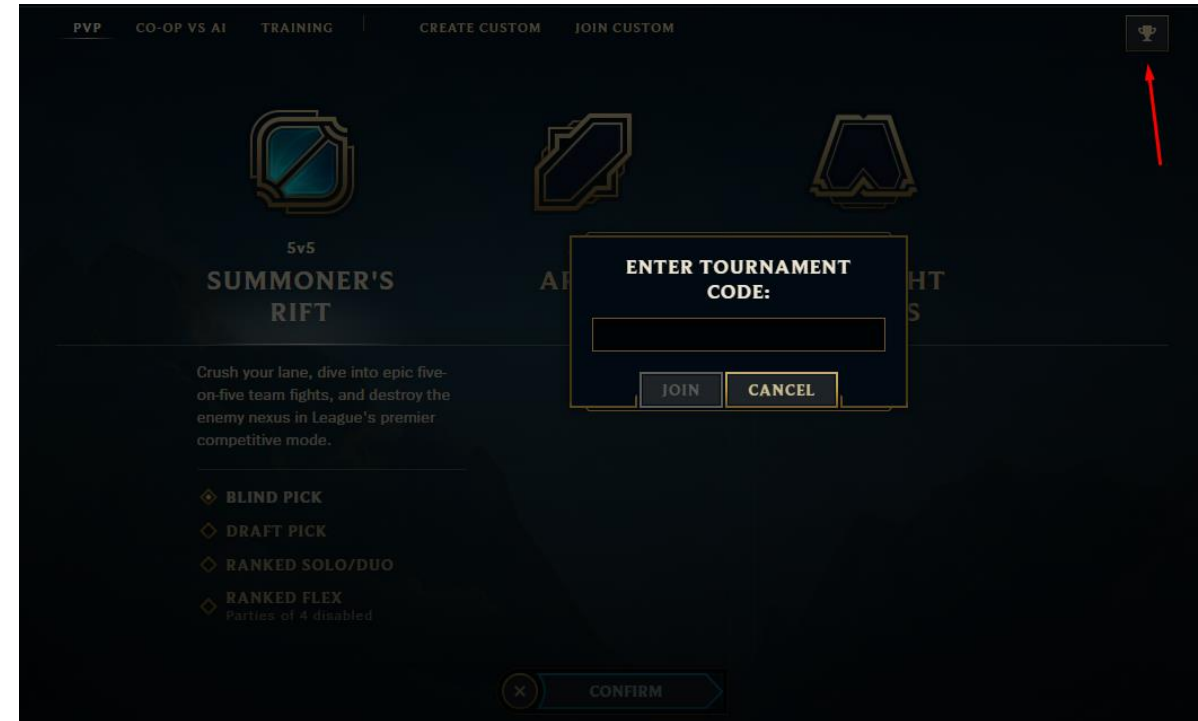 PVP CO-OP VS AI TRAINING CREATE CUSTOM JOIN CUSTOM
5v5
SUMMONER'S
RIFT
AR
HT
S
ENTER TOURNAMENT
CODE:
JOIN CANCEL
Crush your lane, dive into epic five-
on-five team fights, and destroy the
enemy nexus in League's premier
competitive mode.
BLIND PICK
DRAFT PICK
RANKED SOLO/DUO
RANKED FLEX
Parties of 4 disabled
CONFIRM